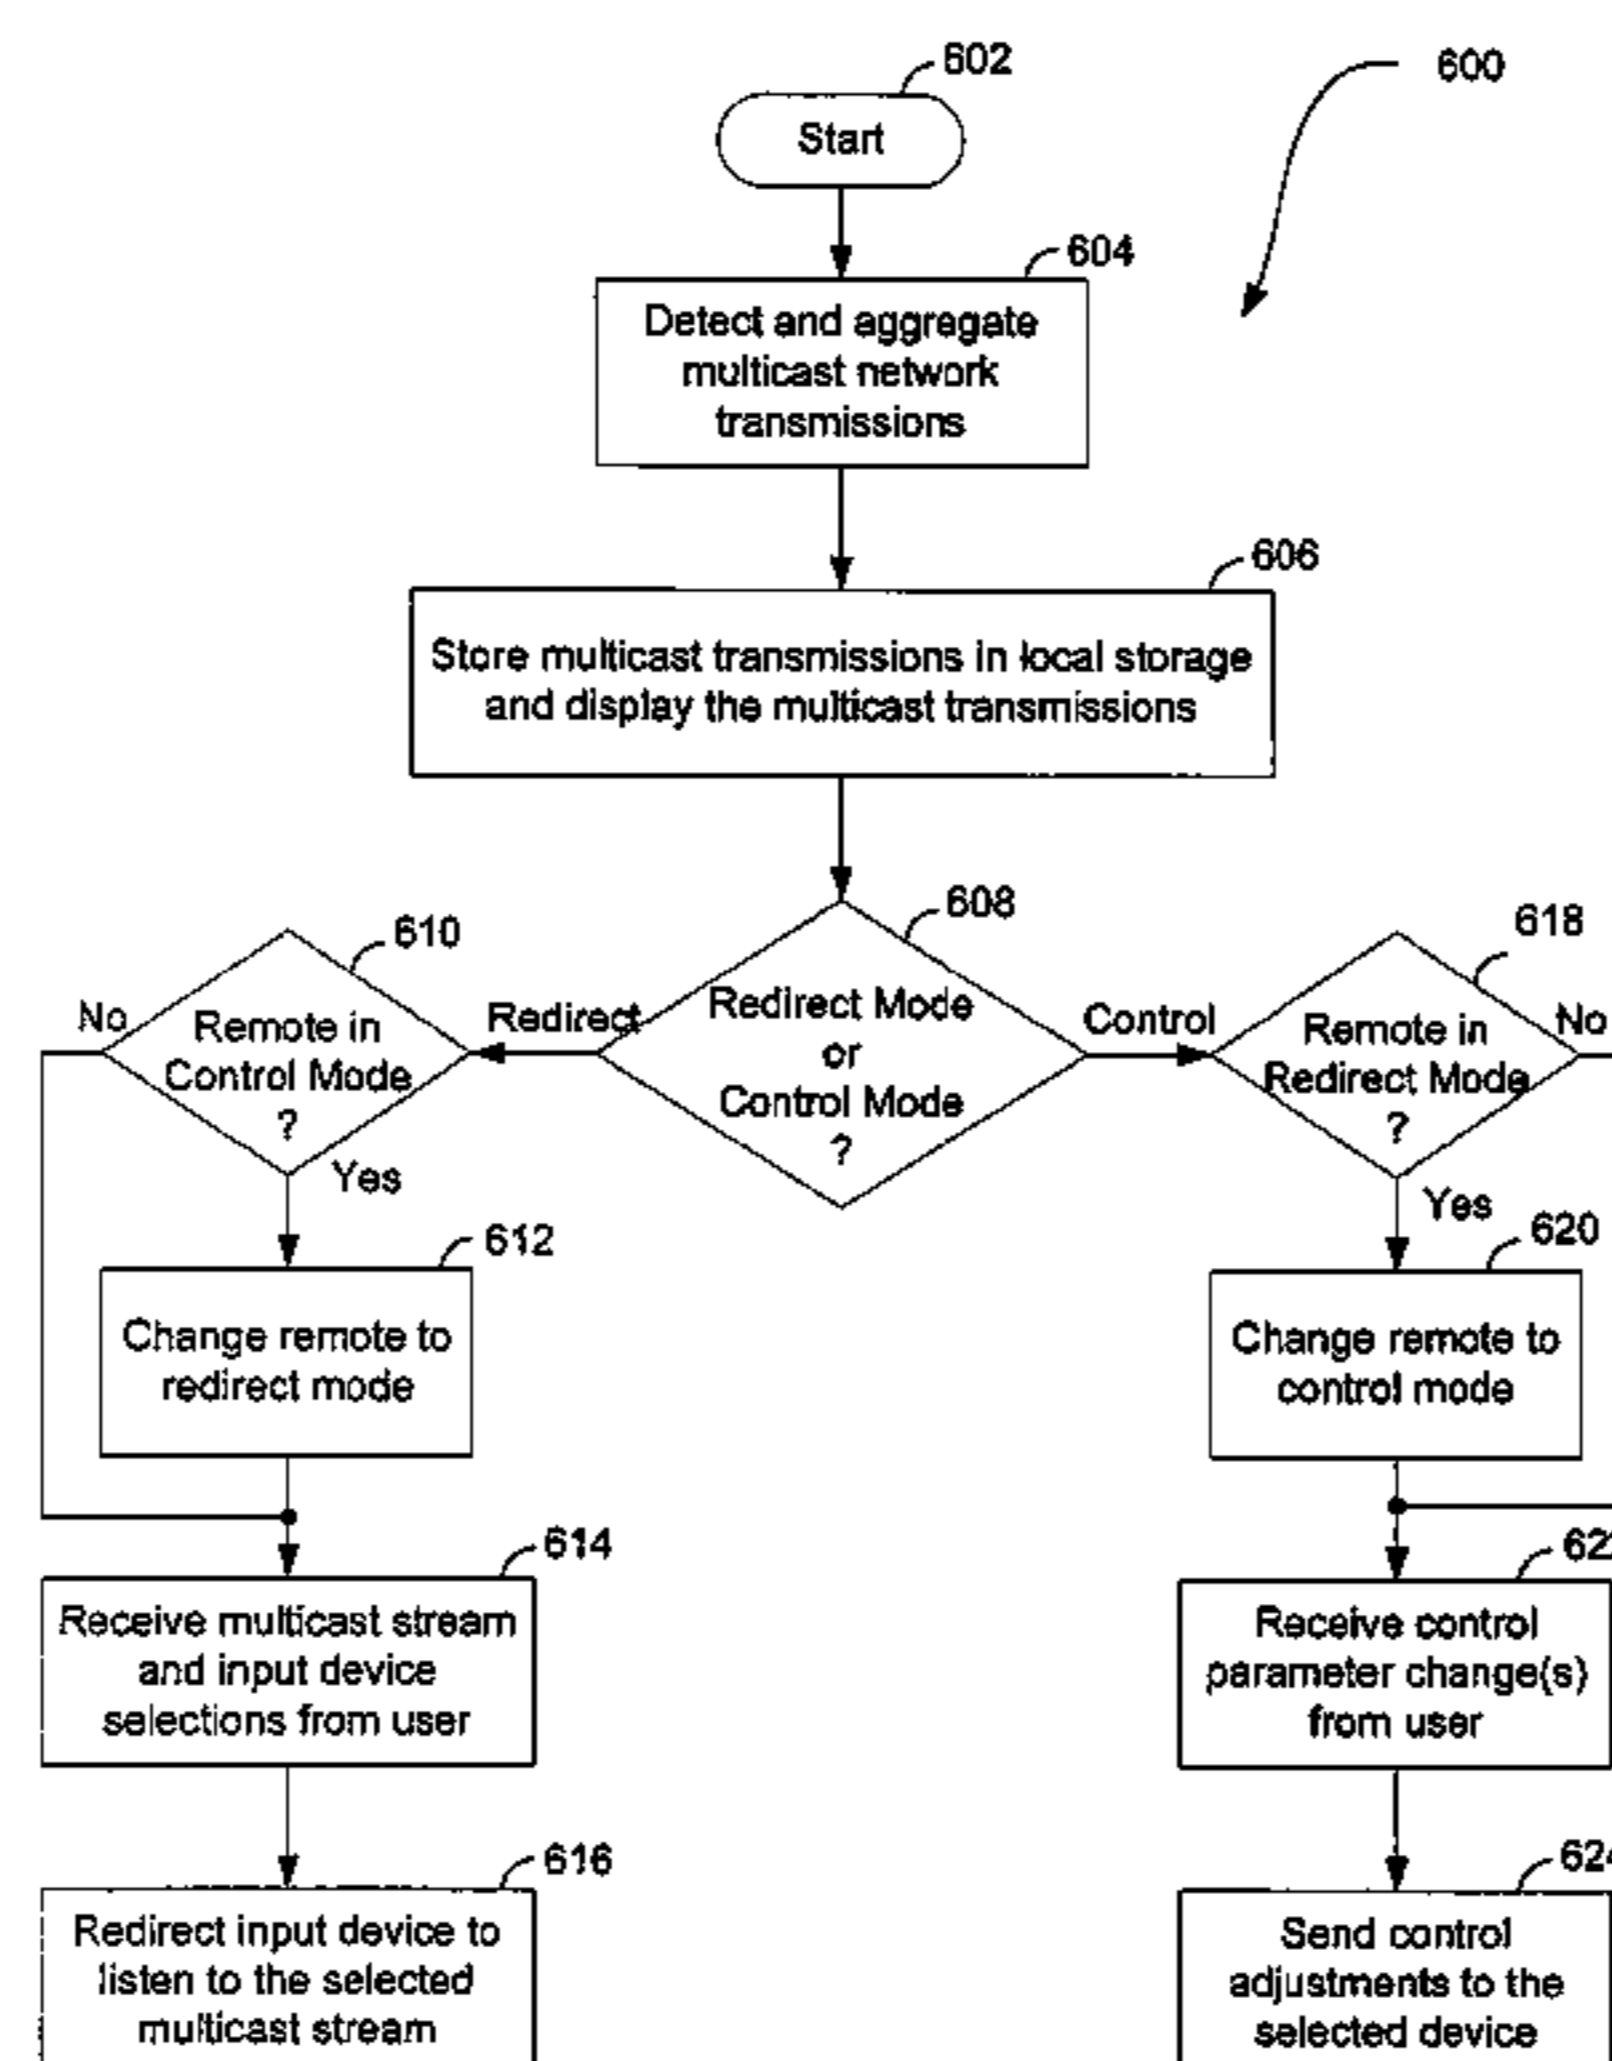 602
600
Start
604
Detect and aggregate
multicast network
transmissions
606
Store multicast transmissions in local storage
and display the multicast transmissions
608
610
618
No
Redirect
Redirect Mode
or
Control Mode
?
Control
No
Remote in
Control Mode
?
Remote in
Redirect Mode
?
Yes
Yes
612
620
Change remote to
redirect mode
Change remote to
control mode
614
Receive multicast stream
and input device
selections from user
Receive control
parameter change(s)
from user
616
624
Redirect input device to
listen to the selected
multicast stream
Send control
adjustments to the
selected device